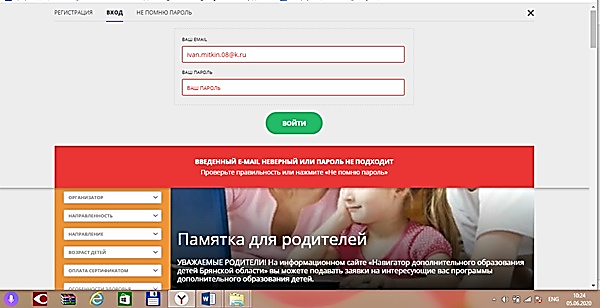 РЕГИСТРАЦИЯ ВХОД НЕ ПОМНЮ ПАРОЛЬ
ВАШ EMAIL
ivan.mitkin.08@k.ru
ВАШ ПАРОЛЬ
ВАШ ПАРОЛЬ
ВОЙТИ
ВВЕДЕННЫЙ E-MAIL НЕВЕРНЫЙ ИЛИ ПАРОЛЬ НЕ ПОДХОДИТ
Проверьте правильность или нажмите «Не помню пароль»
ОРГАНИЗАТОР
НАПРАВЛЕННОСТЬ
НАПРАВЛЕНИЕ
ВОЗРАСТ ДЕТЕЙ
ОПЛАТА СЕРТИФИКАТОМ
ОСОБЕННОСТИ ЗДОРОВЬЯ
Памятка для родителей
УВАЖАЕМЫЕ РОДИТЕЛИ! На информационном сайте «Навигатор дополнительного образования
детей Брянской области» вы можете подавать заявки на интересующие вас программы
дополнительного образования детей.
ENG
10:24
05.06.2020